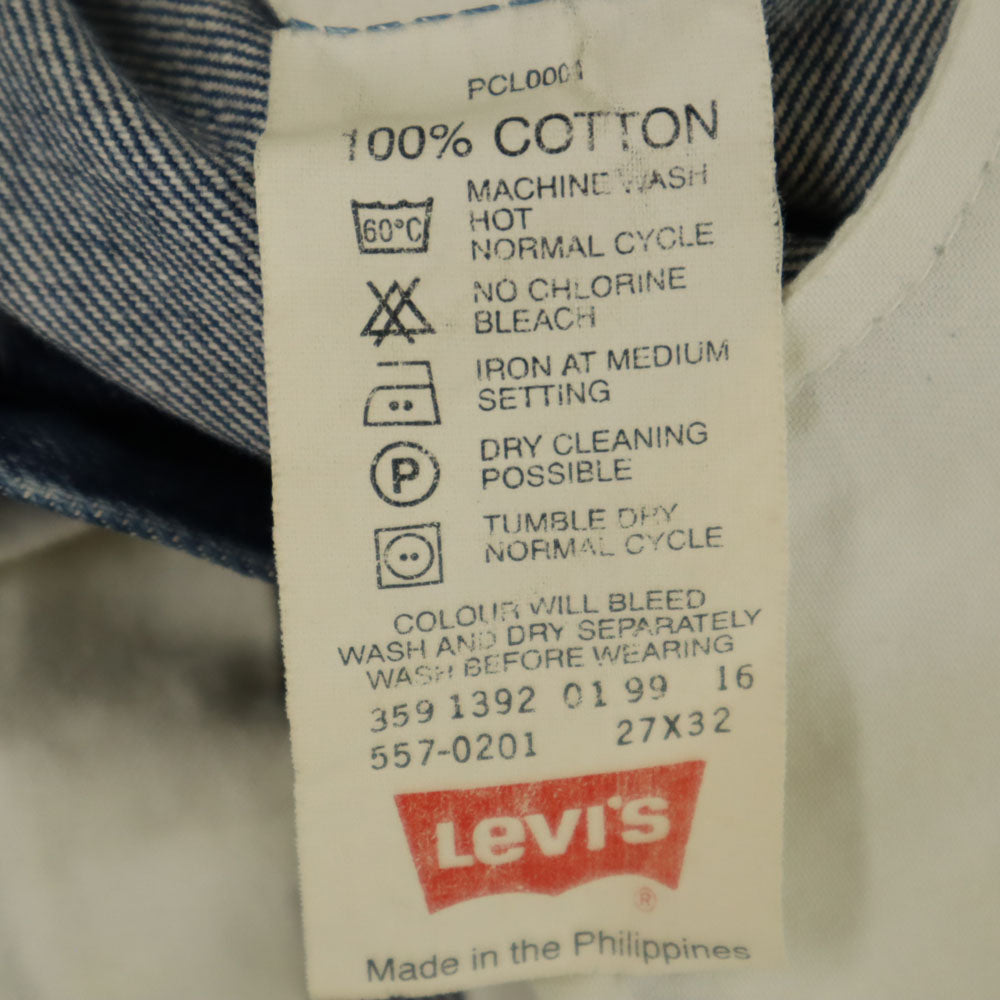 PCL0001
100% COTTON
60°C
MACHINE WASH
HOT
NORMAL CYCLE
NO CHLORINE
BLEACH
IRON AT MEDIUM
SETTING
P
DRY CLEANING
POSSIBLE
TUMBLE DRY
NORMAL CYCLE
COLOUR WILL BLEED
WASH AND DRY SEPARATELY
WASH BEFORE WEARING
359 1392 01 99 16
557-0201 27X32
LEVI'S
®
Made in the Philippines